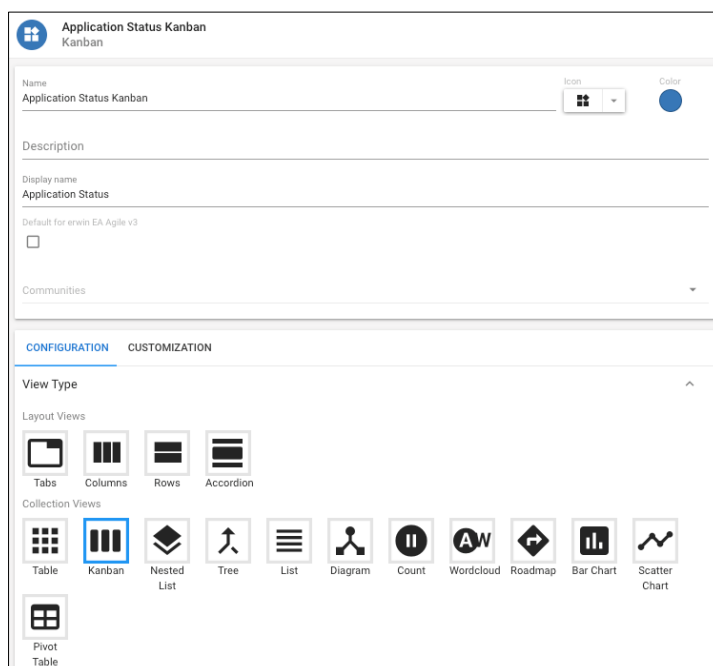 Application Status Kanban
Kanban
Name
Application Status Kanban
Icon
Color
Description
Display name
Application Status
Default for erwin EA Agile v3
Communities
CONFIGURATION
CUSTOMIZATION
View Type
Layout Views
Tabs
Columns
Rows
Accordion
Collection Views
AW
Table
Kanban
Nested
List
Tree
List
Diagram
Count
Wordcloud
Roadmap
Bar Chart
Scatter
Chart
Pivot
Table